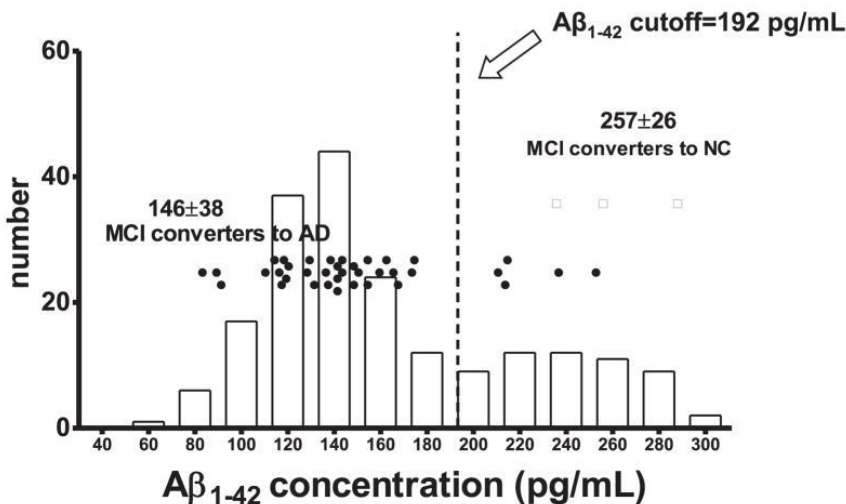 Aβ1-42 cutoff=192 pg/mL
60
257±26
MCI converters to NC
40
146±38
MCI converters to AD
number
20
0
40 60 80 100 120 140 160 180 200 220 240 260 280 300
Aβ1-42 concentration (pg/mL)